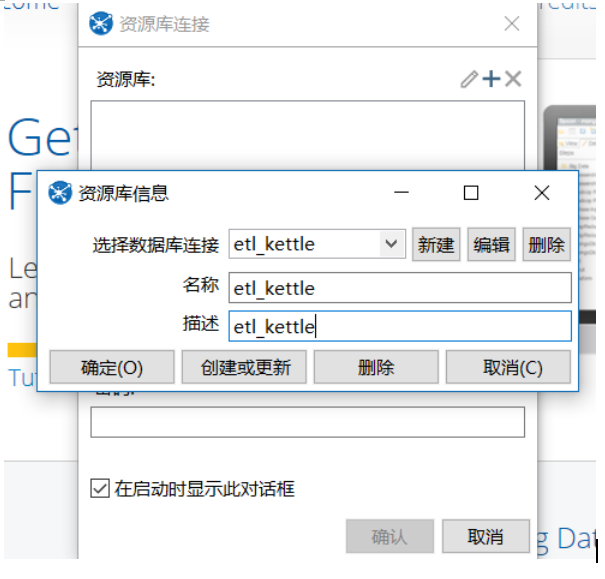 资源库连接
资源库:
Get
F
资源库信息
选择数据库连接 etl_kettle 新建 编辑 删除
名称 etl_kettle
描述 etl_kettle
确定(O) 创建或更新 删除 取消(C)
Le
an
Tu
在启动时显示此对话框
确认 取消
g Dat